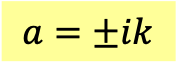 a = ±ik